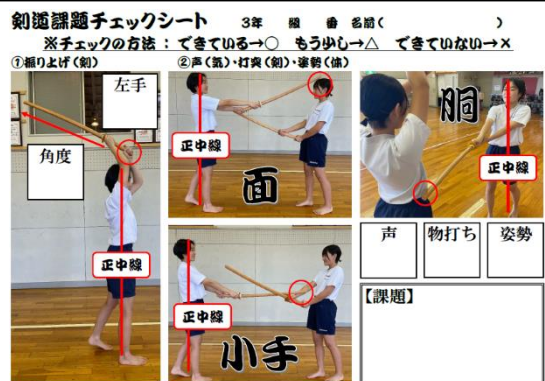 剣道課題チェックシート　3年　組　番　名前(　　　　　)
※チェックの方法：できている→○　もう少し→△　できていない→×
①振り上げ(剣)
②声(気)・打突(剣)・姿勢(体)
左手
角度
正中線
正中線
面
正中線
小手
胴
正中線
声
物打ち
姿勢
【課題】